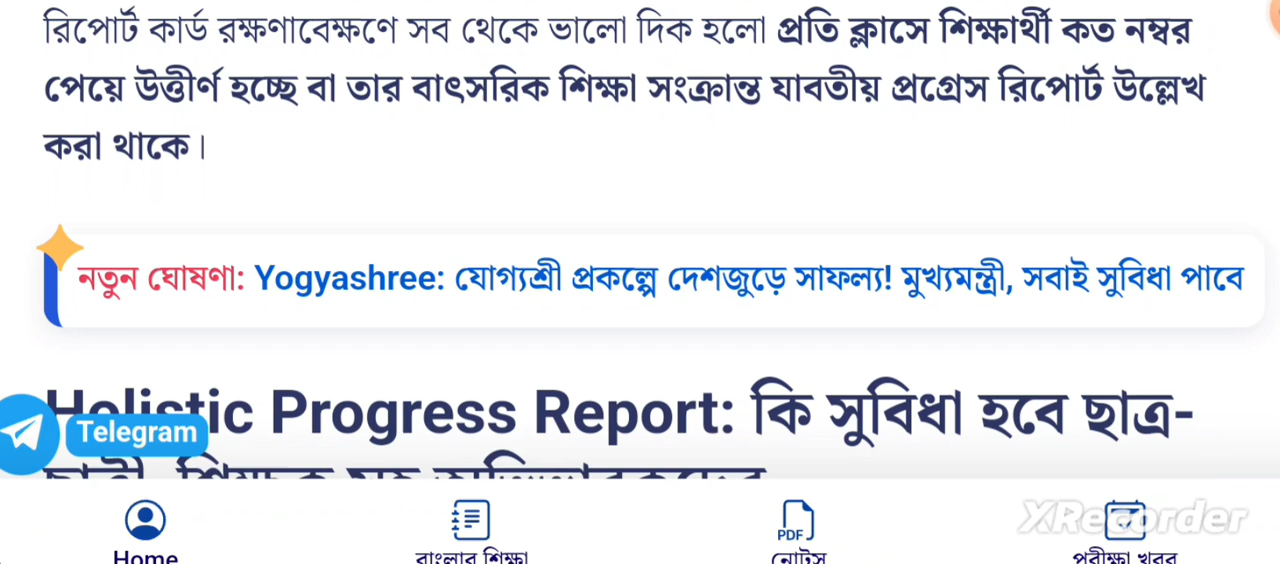 রিপোর্ট কার্ড রক্ষণাবেক্ষণে সব থেকে ভালো দিক হলো প্রতি ক্লাসে শিক্ষার্থী কত নম্বর
পেয়ে উত্তীর্ণ হচ্ছে বা তার বাৎসরিক শিক্ষা সংক্রান্ত যাবতীয় প্রগ্রেস রিপোর্ট উল্লেখ
করা থাকে।
নতুন ঘোষণা: Yogyashree: যোগ্যশ্রী প্রকল্পে দেশজুড়ে সাফল্য! মুখ্যমন্ত্রী, সবাই সুবিধা পাবে
Holistic Progress Report: কি সুবিধা হবে ছাত্র-
Telegram
PDF
XRecorder
Home বাংলার শিক্ষা নোটস পরীক্ষা খবর